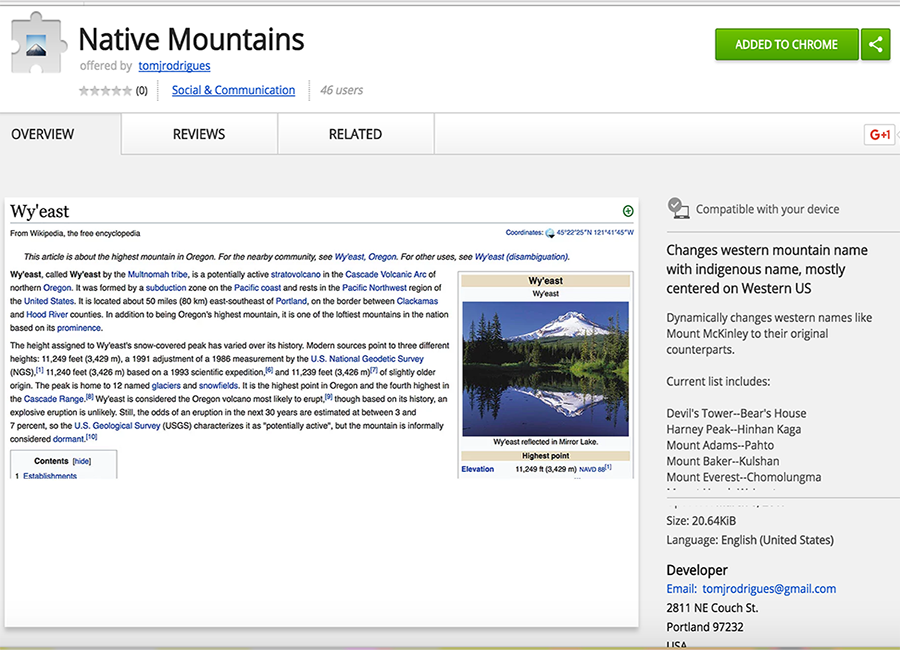 Native Mountains
offered by tomjrodrigues
(0) Social & Communication 46 users
ADDED TO CHROME
OVERVIEW
REVIEWS
RELATED
G+1
Wy'east
From Wikipedia, the free encyclopedia
Coordinates: 45°22′25″N 121°41′45″W
This article is about the highest mountain in Oregon. For the nearby community, see Wy'east, Oregon. For other uses, see Wy'east (disambiguation).
Wy'east, called Wy'east by the Multnomah tribe, is a potentially active stratovolcano in the Cascade Volcanic Arc of
northern Oregon. It was formed by a subduction zone on the Pacific coast and rests in the Pacific Northwest region of
the United States. It is located about 50 miles (80 km) east-southeast of Portland, on the border between Clackamas
and Hood River counties. In addition to being Oregon's highest mountain, it is one of the loftiest mountains in the nation
based on its prominence.
The height assigned to Wy'east's snow-covered peak has varied over its history. Modern sources point to three different
heights: 11,249 feet (3,429 m), a 1991 adjustment of a 1986 measurement by the U.S. National Geodetic Survey
(NGS),[1] 11,240 feet (3,426 m) based on a 1993 scientific expedition,[6] and 11,239 feet (3,426 m)[7] of slightly older
origin. The peak is home to 12 named glaciers and snowfields. It is the highest point in Oregon and the fourth highest in
the Cascade Range.[8] Wy'east is considered the Oregon volcano most likely to erupt,[9] though based on its history, an
explosive eruption is unlikely. Still, the odds of an eruption in the next 30 years are estimated at between 3 and
7 percent, so the U.S. Geological Survey (USGS) characterizes it as "potentially active", but the mountain is informally
considered dormant.[10]
Contents [hide]
1 Establishments
Wy'east
Wy'east
Wy'east reflected in Mirror Lake.
Highest point
Elevation 11,249 ft (3,429 m) NAVD 88[1]
Compatible with your device
Changes western mountain name
with indigenous name, mostly
centered on Western US
Dynamically changes western names like
Mount McKinley to their original
counterparts.
Current list includes:
Devil's Tower--Bear's House
Harney Peak--Hinhan Kaga
Mount Adams--Pahto
Mount Baker--Kulshan
Mount Everest--Chomolungma
Size: 20.64KiB
Language: English (United States)
Developer
Email: tomjrodrigues@gmail.com
2811 NE Couch St.
Portland 97232
USA